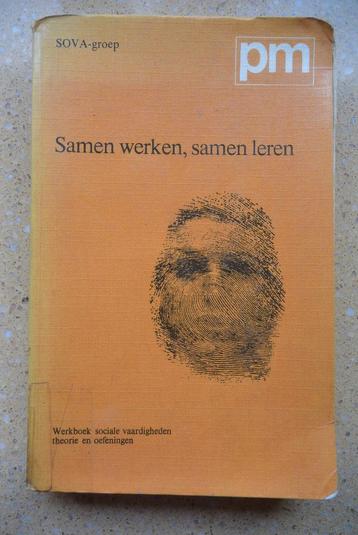 SOVA-groep
pm
Samen werken, samen leren
Werkboek sociale vaardigheden
theorie en oefeningen